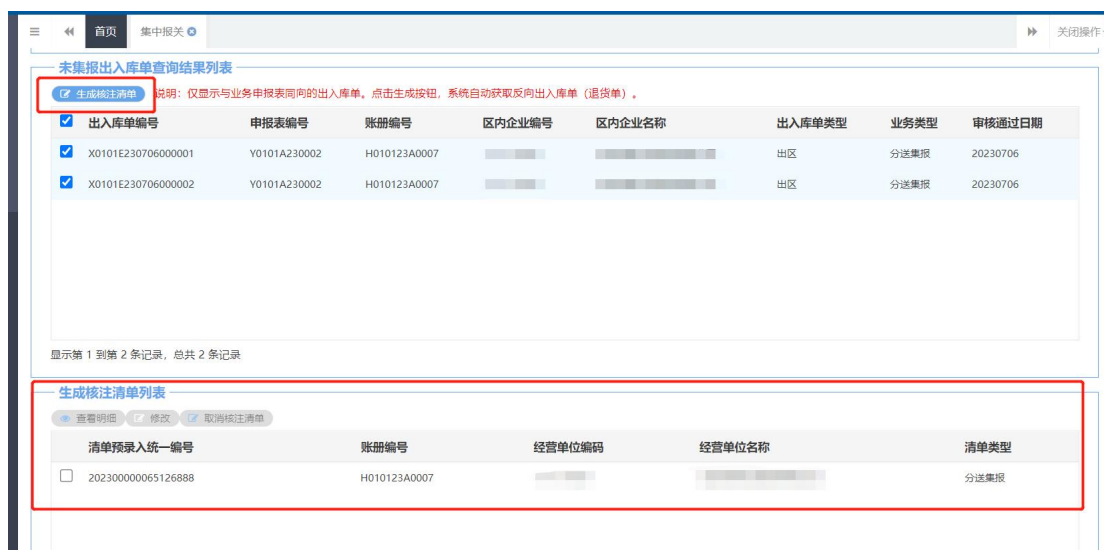 首页 集中报关 关闭操作
未集报出入库单查询结果列表
生成核注清单 说明：仅显示与业务申报表同向的出入库单。点击生成按钮，系统自动获取反向出入库单（退货单）。
出入库单编号 申报表编号 账册编号 区内企业编号 区内企业名称 出入库单类型 业务类型 审核通过日期
X0101E230706000001 Y0101A230002 H010123A0007 出区 分送集报 20230706
X0101E230706000002 Y0101A230002 H010123A0007 出区 分送集报 20230706
显示第 1 到第 2 条记录，总共 2 条记录
生成核注清单列表
查看明细 修改 取消核注清单
清单预录入统一编号 账册编号 经营单位编码 经营单位名称 清单类型
202300000065126888 H010123A0007 分送集报